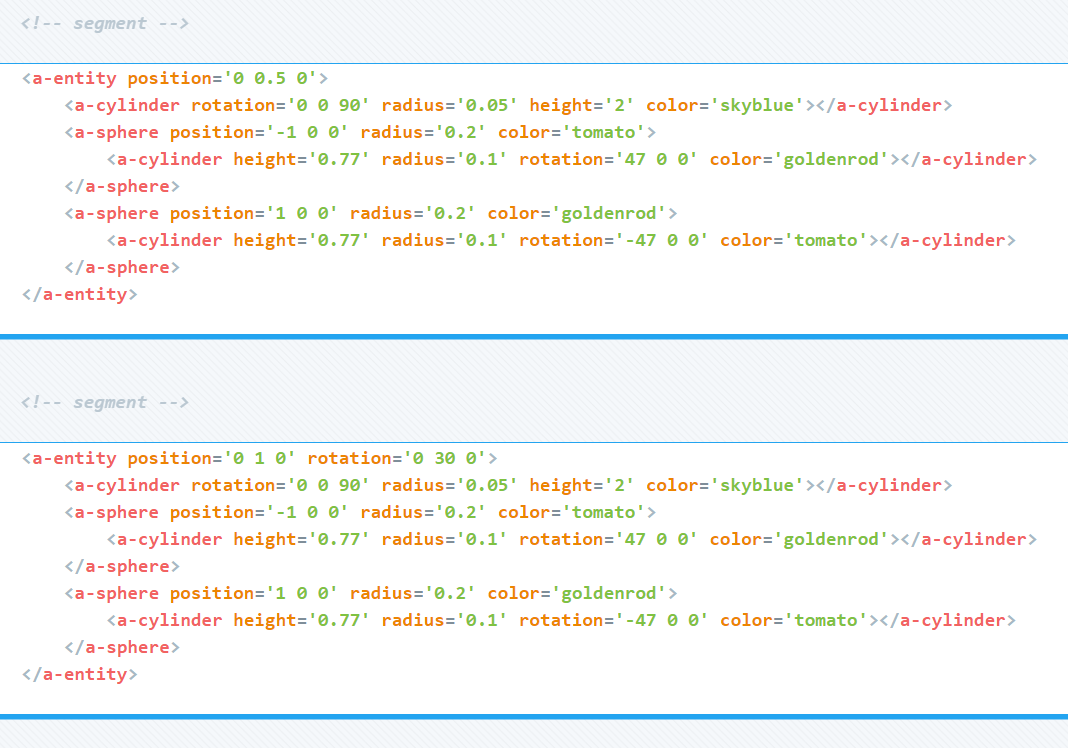 <!-- segment -->
<a-entity position='0 0.5 0'>
    <a-cylinder rotation='0 0 90' radius='0.05' height='2' color='skyblue'></a-cylinder>
    <a-sphere position='-1 0 0' radius='0.2' color='tomato'>
        <a-cylinder height='0.77' radius='0.1' rotation='47 0 0' color='goldenrod'></a-cylinder>
    </a-sphere>
    <a-sphere position='1 0 0' radius='0.2' color='goldenrod'>
        <a-cylinder height='0.77' radius='0.1' rotation='-47 0 0' color='tomato'></a-cylinder>
    </a-sphere>
</a-entity>
<!-- segment -->
<a-entity position='0 1 0' rotation='0 30 0'>
    <a-cylinder rotation='0 0 90' radius='0.05' height='2' color='skyblue'></a-cylinder>
    <a-sphere position='-1 0 0' radius='0.2' color='tomato'>
        <a-cylinder height='0.77' radius='0.1' rotation='47 0 0' color='goldenrod'></a-cylinder>
    </a-sphere>
    <a-sphere position='1 0 0' radius='0.2' color='goldenrod'>
        <a-cylinder height='0.77' radius='0.1' rotation='-47 0 0' color='tomato'></a-cylinder>
    </a-sphere>
</a-entity>